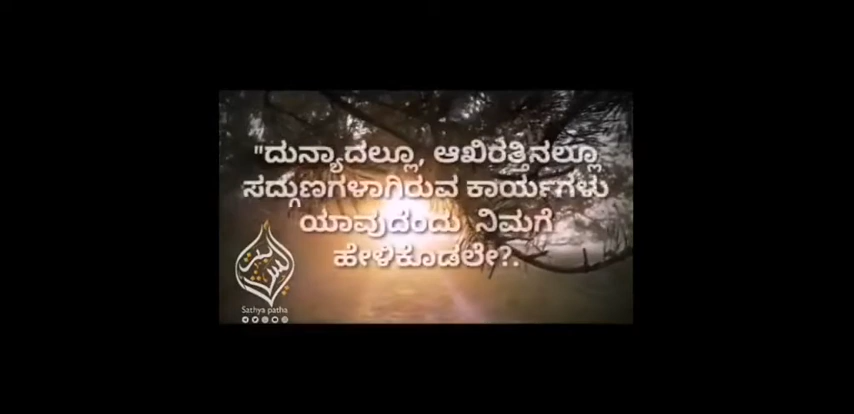 "ದುನ್ಯಾದಲ್ಲೂ, ಆಖಿರತ್ತಿನಲ್ಲೂ
ಸದ್ಗುಣಗಳಾಗಿರುವ ಕಾರ್ಯಗಳು
ಯಾವುದೆಂದು ನಿಮಗೆ
ಹೇಳಿಕೊಡಲೇ?.
Sathya patha